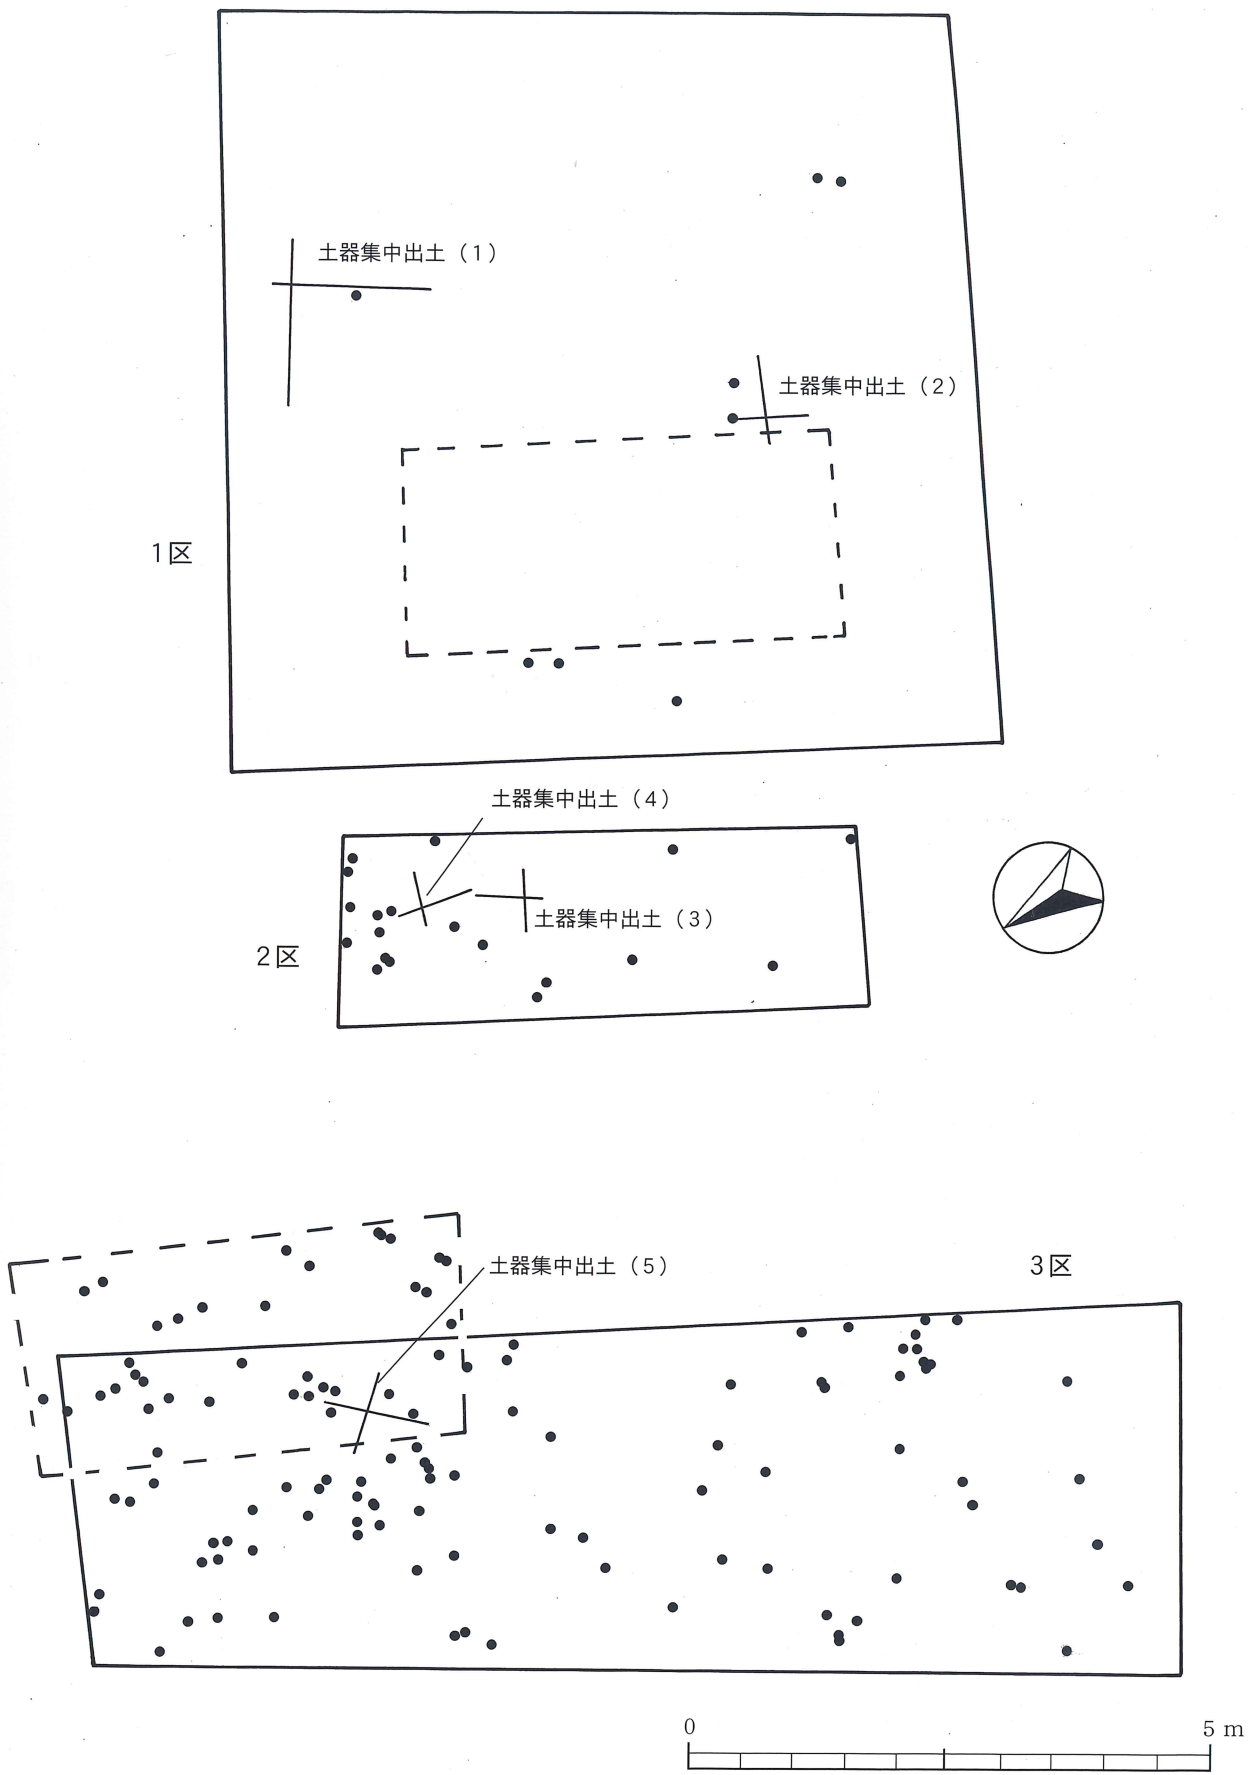 土器集中出土（1）
土器集中出土（2）
1区
土器集中出土（4）
土器集中出土（3）
2区
土器集中出土（5）
3区
0 5 m